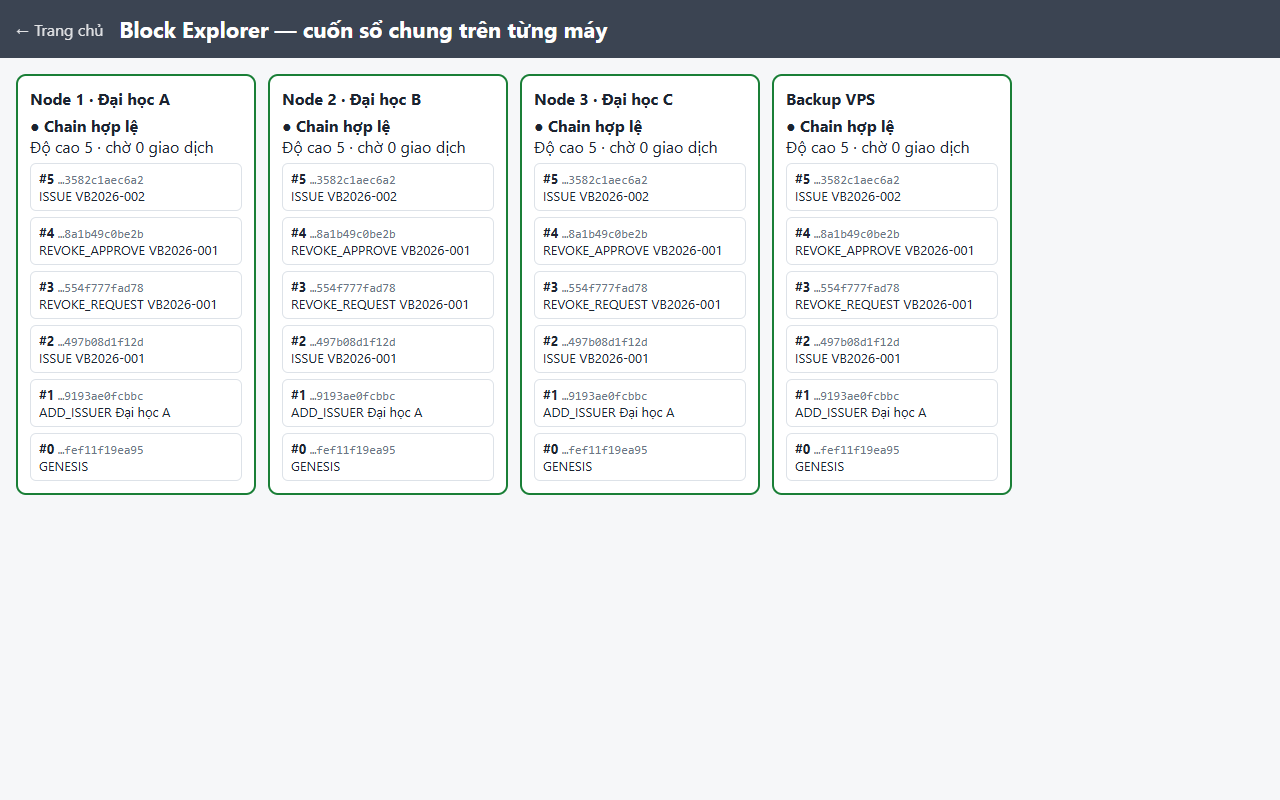 ← Trang chủ Block Explorer — cuốn sổ chung trên từng máy
Node 1 · Đại học A
● Chain hợp lệ
Độ cao 5 · chờ 0 giao dịch
#5 …3582c1aec6a2
ISSUE VB2026-002
#4 …8a1b49c0be2b
REVOKE_APPROVE VB2026-001
#3 …554f777fad78
REVOKE_REQUEST VB2026-001
#2 …497b08d1f12d
ISSUE VB2026-001
#1 …9193ae0fcbbc
ADD_ISSUER Đại học A
#0 …fef11f19ea95
GENESIS
Node 2 · Đại học B
● Chain hợp lệ
Độ cao 5 · chờ 0 giao dịch
#5 …3582c1aec6a2
ISSUE VB2026-002
#4 …8a1b49c0be2b
REVOKE_APPROVE VB2026-001
#3 …554f777fad78
REVOKE_REQUEST VB2026-001
#2 …497b08d1f12d
ISSUE VB2026-001
#1 …9193ae0fcbbc
ADD_ISSUER Đại học A
#0 …fef11f19ea95
GENESIS
Node 3 · Đại học C
● Chain hợp lệ
Độ cao 5 · chờ 0 giao dịch
#5 …3582c1aec6a2
ISSUE VB2026-002
#4 …8a1b49c0be2b
REVOKE_APPROVE VB2026-001
#3 …554f777fad78
REVOKE_REQUEST VB2026-001
#2 …497b08d1f12d
ISSUE VB2026-001
#1 …9193ae0fcbbc
ADD_ISSUER Đại học A
#0 …fef11f19ea95
GENESIS
Backup VPS
● Chain hợp lệ
Độ cao 5 · chờ 0 giao dịch
#5 …3582c1aec6a2
ISSUE VB2026-002
#4 …8a1b49c0be2b
REVOKE_APPROVE VB2026-001
#3 …554f777fad78
REVOKE_REQUEST VB2026-001
#2 …497b08d1f12d
ISSUE VB2026-001
#1 …9193ae0fcbbc
ADD_ISSUER Đại học A
#0 …fef11f19ea95
GENESIS